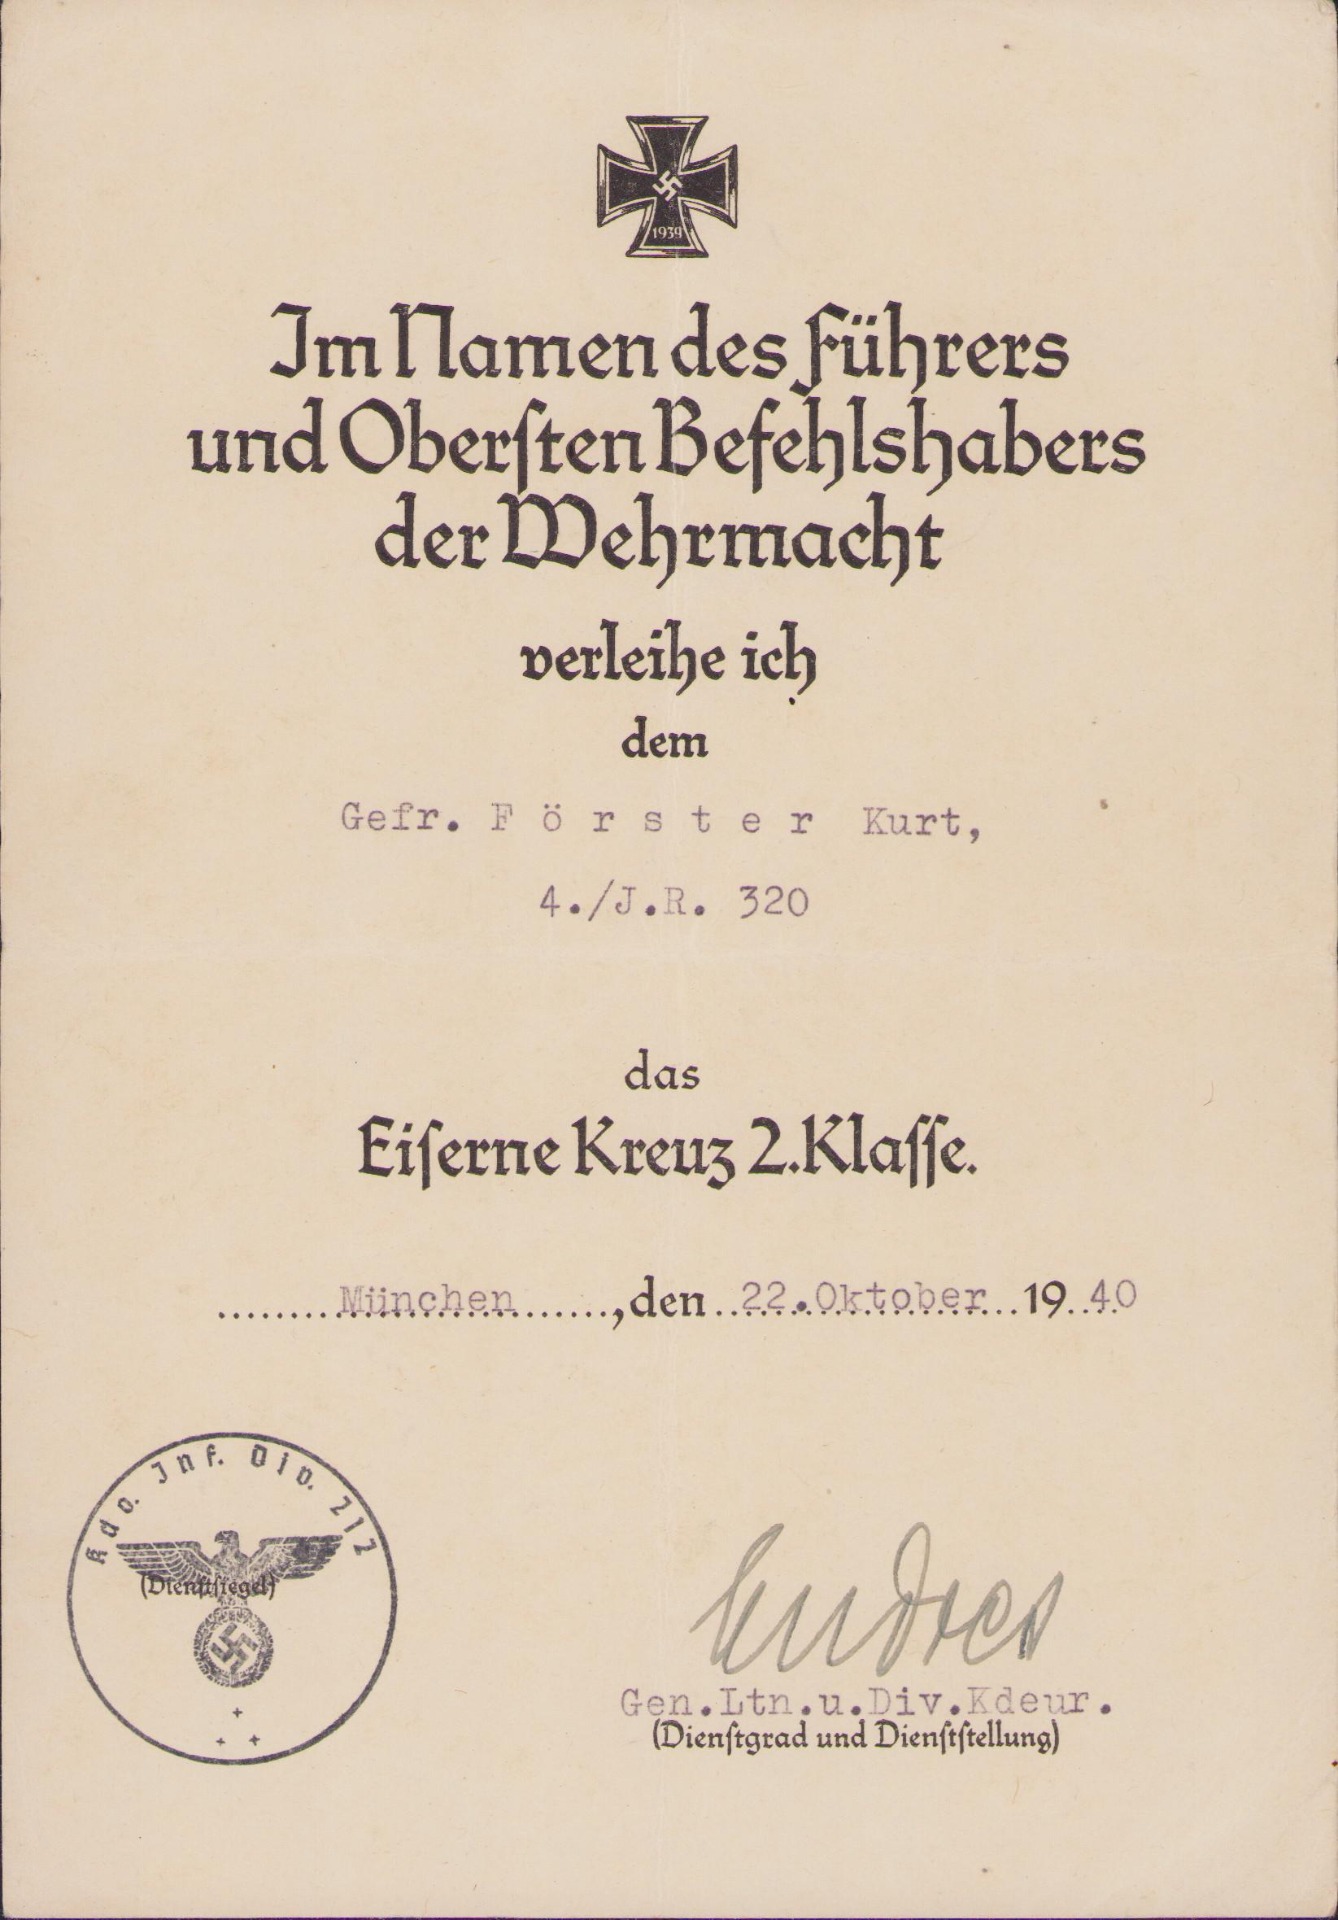 1939
Im Namen des Führers
und Oberſten Befehlshabers
der Wehrmacht
verleihe ich
dem
Gefr. F ö r s t e r Kurt,
4./J.R. 320
das
Eiſerne Kreuz 2. Klaſſe.
........München......, den ..22.Oktober...19..40
Kdo. Inf. Div. 212
(Dienſtſiegel)
Endres
Gen.Ltn.u.Div.Kdeur.
(Dienſtgrad und Dienſtſtellung)